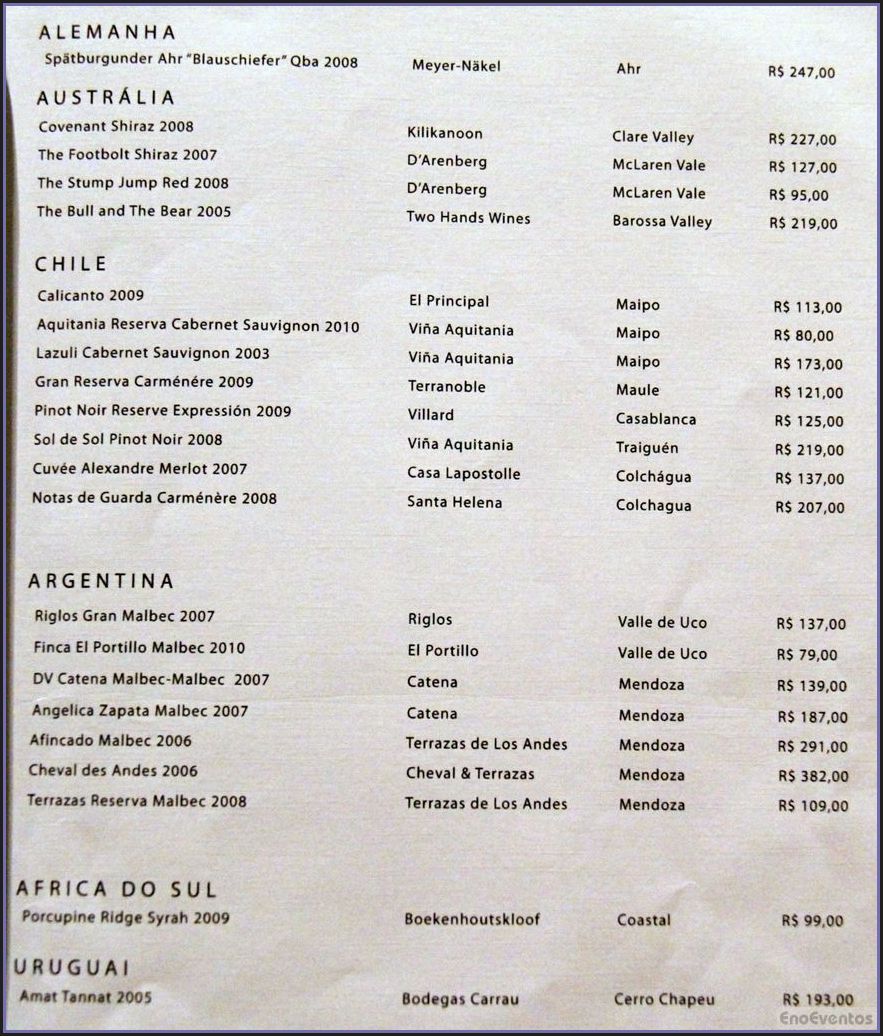 ALEMANHA
Spätburgunder Ahr "Blauschiefer" Qba 2008 Meyer-Näkel Ahr R$ 247,00
AUSTRÁLIA
Covenant Shiraz 2008 Kilikanoon Clare Valley R$ 227,00
The Footbolt Shiraz 2007 D'Arenberg McLaren Vale R$ 127,00
The Stump Jump Red 2008 D'Arenberg McLaren Vale R$ 95,00
The Bull and The Bear 2005 Two Hands Wines Barossa Valley R$ 219,00
CHILE
Calicanto 2009 El Principal Maipo R$ 113,00
Aquitania Reserva Cabernet Sauvignon 2010 Viña Aquitania Maipo R$ 80,00
Lazuli Cabernet Sauvignon 2003 Viña Aquitania Maipo R$ 173,00
Gran Reserva Carménére 2009 Terranoble Maule R$ 121,00
Pinot Noir Reserve Expressión 2009 Villard Casablanca R$ 125,00
Sol de Sol Pinot Noir 2008 Viña Aquitania Traiguén R$ 219,00
Cuvée Alexandre Merlot 2007 Casa Lapostolle Colchágua R$ 137,00
Notas de Guarda Carménère 2008 Santa Helena Colchagua R$ 207,00
ARGENTINA
Riglos Gran Malbec 2007 Riglos Valle de Uco R$ 137,00
Finca El Portillo Malbec 2010 El Portillo Valle de Uco R$ 79,00
DV Catena Malbec-Malbec 2007 Catena Mendoza R$ 139,00
Angelica Zapata Malbec 2007 Catena Mendoza R$ 187,00
Afincado Malbec 2006 Terrazas de Los Andes Mendoza R$ 291,00
Cheval des Andes 2006 Cheval & Terrazas Mendoza R$ 382,00
Terrazas Reserva Malbec 2008 Terrazas de Los Andes Mendoza R$ 109,00
AFRICA DO SUL
Porcupine Ridge Syrah 2009 Boekenhoutskloof Coastal R$ 99,00
URUGUAI
Amat Tannat 2005 Bodegas Carrau Cerro Chapeu R$ 193,00
EnoEventos